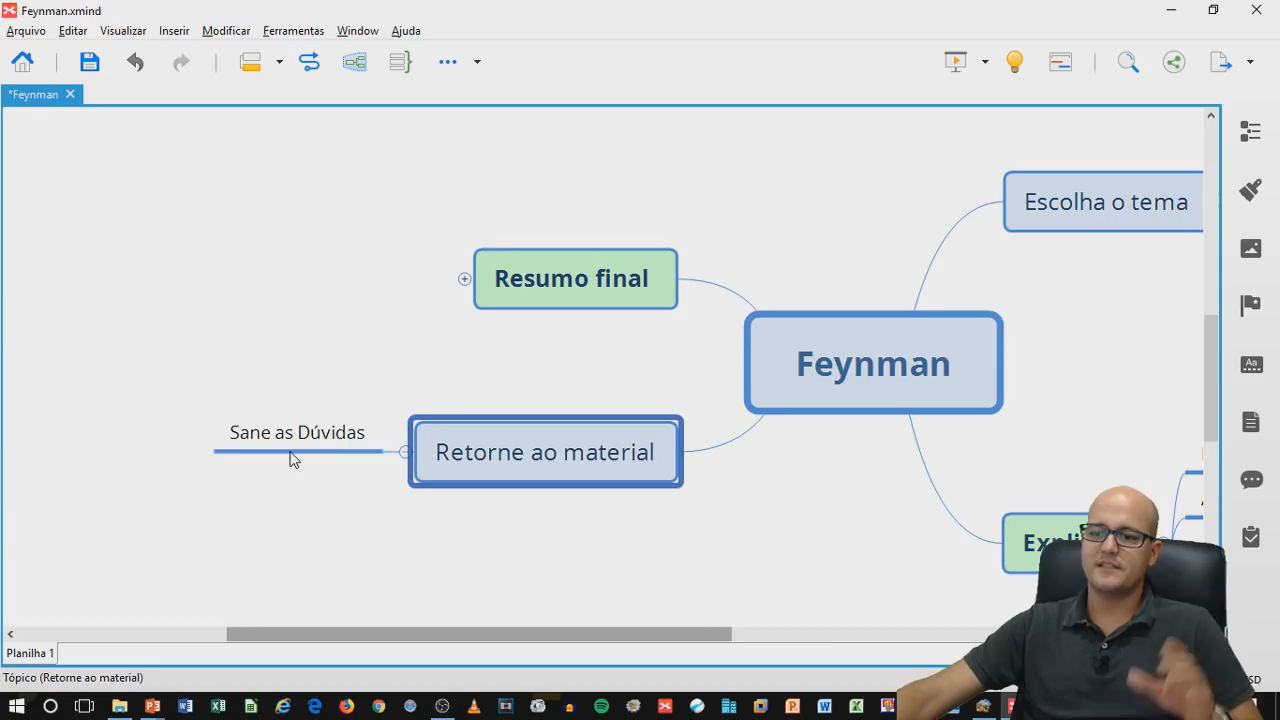 Feynman.xmind
Arquivo Editar Visualizar Inserir Modificar Ferramentas Window Ajuda
*Feynman
Escolha o tema
Resumo final
Feynman
Sane as Dúvidas
Retorne ao material
Aa
Planilha 1
Tópico (Retorne ao material)